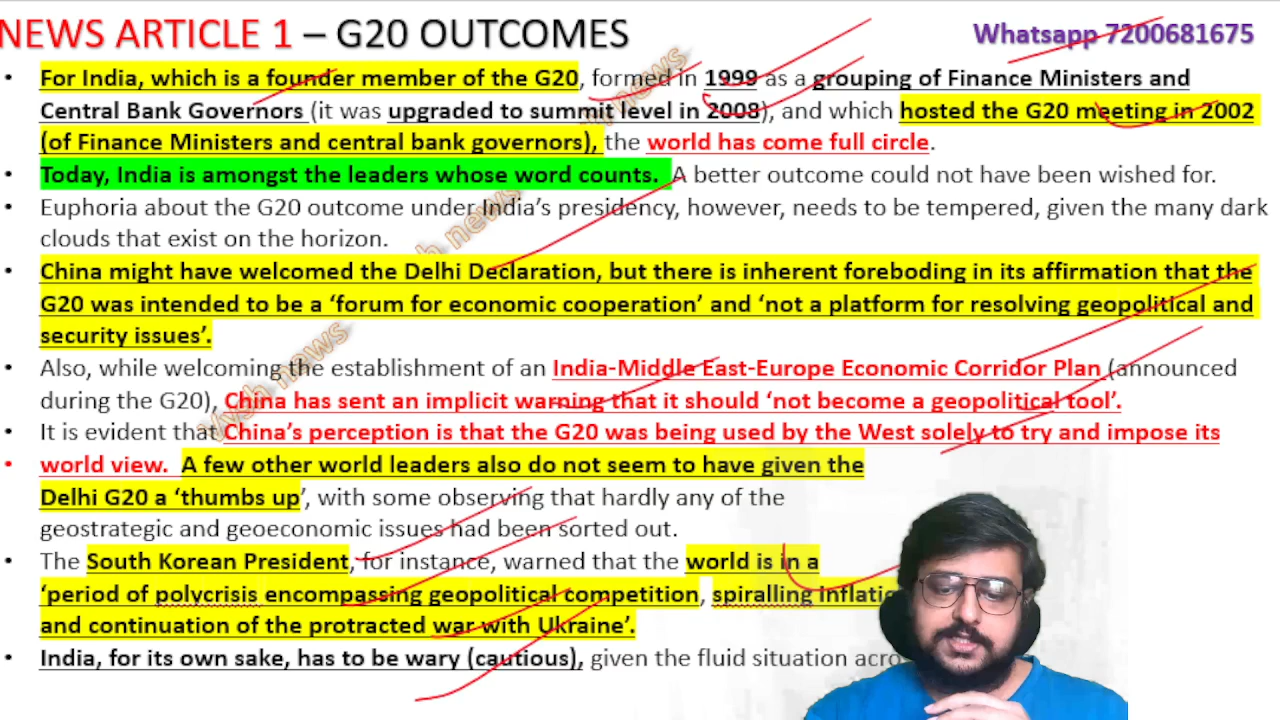 NEWS ARTICLE 1 – G20 OUTCOMES
Whatsapp 7200681675
• For India, which is a founder member of the G20, formed in 1999 as a grouping of Finance Ministers and
Central Bank Governors (it was upgraded to summit level in 2008), and which hosted the G20 meeting in 2002
(of Finance Ministers and central bank governors), the world has come full circle.
• Today, India is amongst the leaders whose word counts. A better outcome could not have been wished for.
• Euphoria about the G20 outcome under India's presidency, however, needs to be tempered, given the many dark
clouds that exist on the horizon.
• China might have welcomed the Delhi Declaration, but there is inherent foreboding in its affirmation that the
G20 was intended to be a 'forum for economic cooperation' and 'not a platform for resolving geopolitical and
security issues'.
• Also, while welcoming the establishment of an India-Middle East-Europe Economic Corridor Plan (announced
during the G20), China has sent an implicit warning that it should 'not become a geopolitical tool'.
• It is evident that China's perception is that the G20 was being used by the West solely to try and impose its
• world view. A few other world leaders also do not seem to have given the
Delhi G20 a 'thumbs up', with some observing that hardly any of the
geostrategic and geoeconomic issues had been sorted out.
• The South Korean President, for instance, warned that the world is in a
'period of polycrisis encompassing geopolitical competition, spiralling
and continuation of the protracted war with Ukraine'.
• India, for its own sake, has to be wary (cautious), given the fluid situation
news
news
news